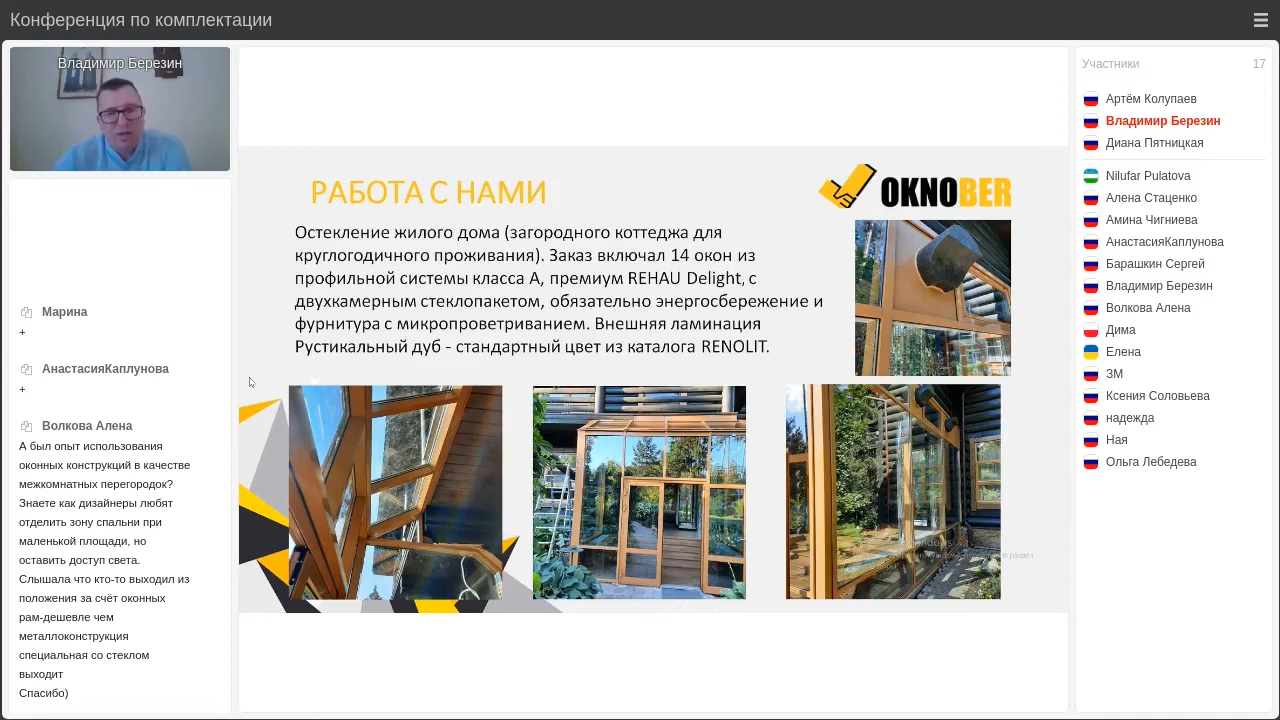 Конференция по комплектации
Владимир Березин
Марина
+
АнастасияКаплунова
+
Волкова Алена
А был опыт использования
оконных конструкций в качестве
межкомнатных перегородок?
Знаете как дизайнеры любят
отделить зону спальни при
маленькой площади, но
оставить доступ света.
Слышала что кто-то выходил из
положения за счёт оконных
рам-дешевле чем
металлоконструкция
специальная со стеклом
выходит
Спасибо)
РАБОТА С НАМИ
OKNOBER
Остекление жилого дома (загородного коттеджа для
круглогодичного проживания). Заказ включал 14 окон из
профильной системы класса А, премиум REHAU Delight, с
двухкамерным стеклопакетом, обязательно энергосбережение и
фурнитура с микропроветриванием. Внешняя ламинация
Рустикальный дуб - стандартный цвет из каталога RENOLIT.
в раздел
Участники 17
Артём Колупаев
Владимир Березин
Диана Пятницкая
Nilufar Pulatova
Алена Стаценко
Амина Чигниева
АнастасияКаплунова
Барашкин Сергей
Владимир Березин
Волкова Алена
Дима
Елена
ЗМ
Ксения Соловьева
надежда
Ная
Ольга Лебедева